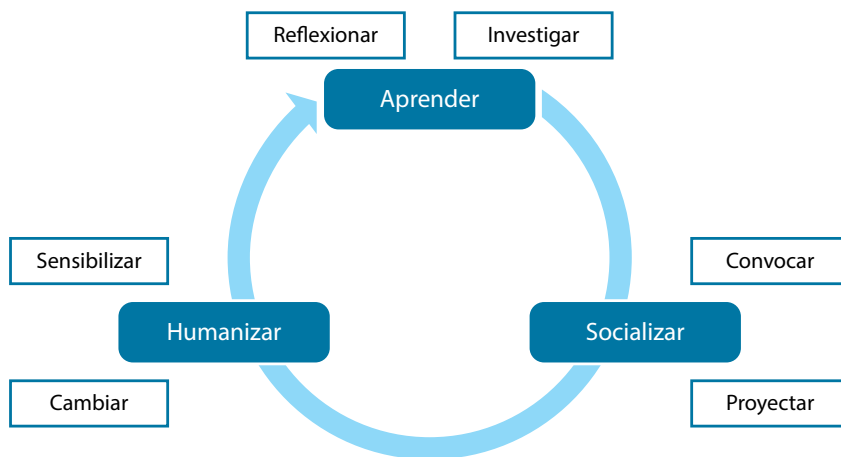 Reflexionar
Investigar
Aprender
Sensibilizar
Convocar
Humanizar
Socializar
Cambiar
Proyectar